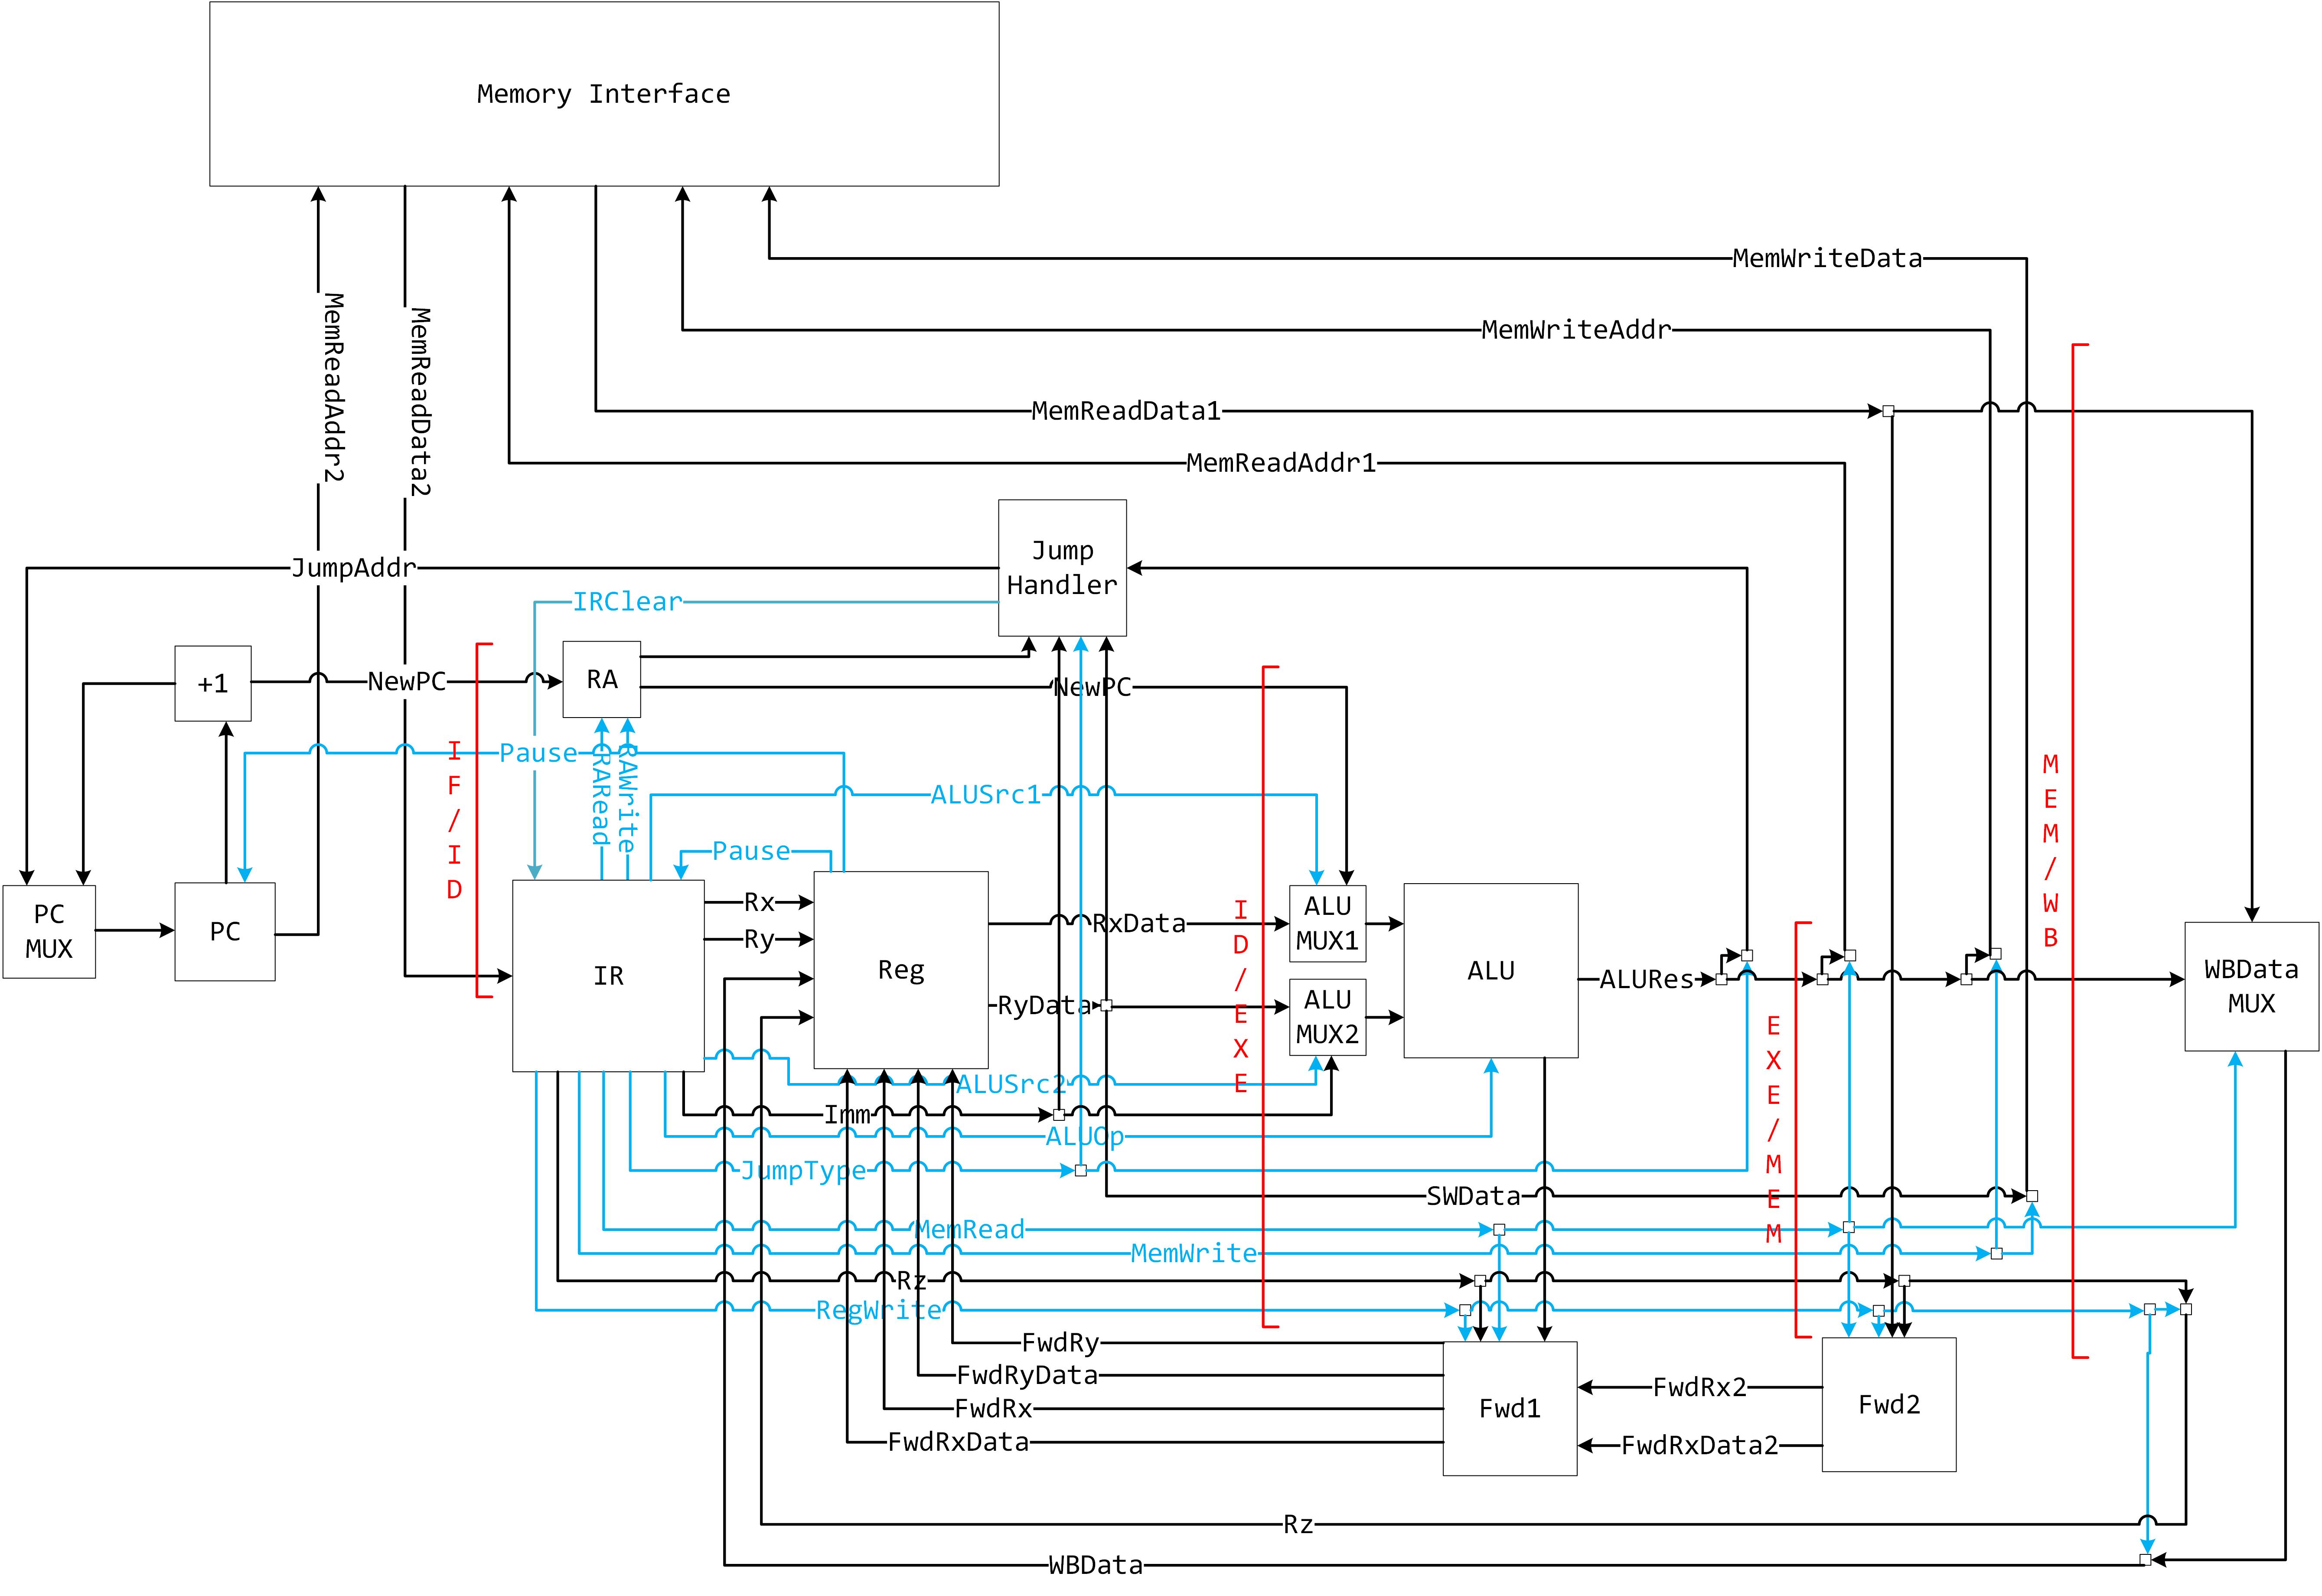 Memory Interface
MemWriteData
MemWriteAddr
MemReadAddr2
MemReadData2
MemReadData1
MemReadAddr1
Jump
Handler
JumpAddr
IRClear
+1
NewPC
RA
NewPC
Pause
RARead
RAWrite
ALUSrc1
Pause
IF/ID
PC
MUX
PC
IR
Rx
Ry
Reg
RxData
RyData
ID/EXE
ALU
MUX1
ALU
MUX2
ALU
ALURes
EXE/MEM
MEM/WB
WBData
MUX
ALUSrc2
Imm
ALUOp
JumpType
SWData
MemRead
MemWrite
Rz
RegWrite
FwdRy
FwdRyData
FwdRx
FwdRxData
Fwd1
FwdRx2
FwdRxData2
Fwd2
Rz
WBData